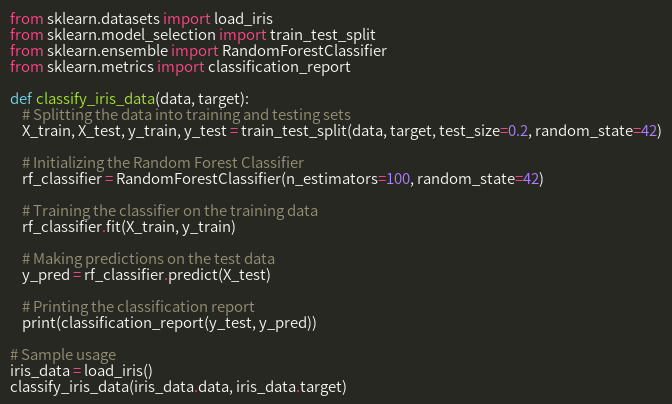 from sklearn.datasets import load_iris
from sklearn.model_selection import train_test_split
from sklearn.ensemble import RandomForestClassifier
from sklearn.metrics import classification_report

def classify_iris_data(data, target):
    # Splitting the data into training and testing sets
    X_train, X_test, y_train, y_test = train_test_split(data, target, test_size=0.2, random_state=42)

    # Initializing the Random Forest Classifier
    rf_classifier = RandomForestClassifier(n_estimators=100, random_state=42)

    # Training the classifier on the training data
    rf_classifier.fit(X_train, y_train)

    # Making predictions on the test data
    y_pred = rf_classifier.predict(X_test)

    # Printing the classification report
    print(classification_report(y_test, y_pred))

# Sample usage
iris_data = load_iris()
classify_iris_data(iris_data.data, iris_data.target)